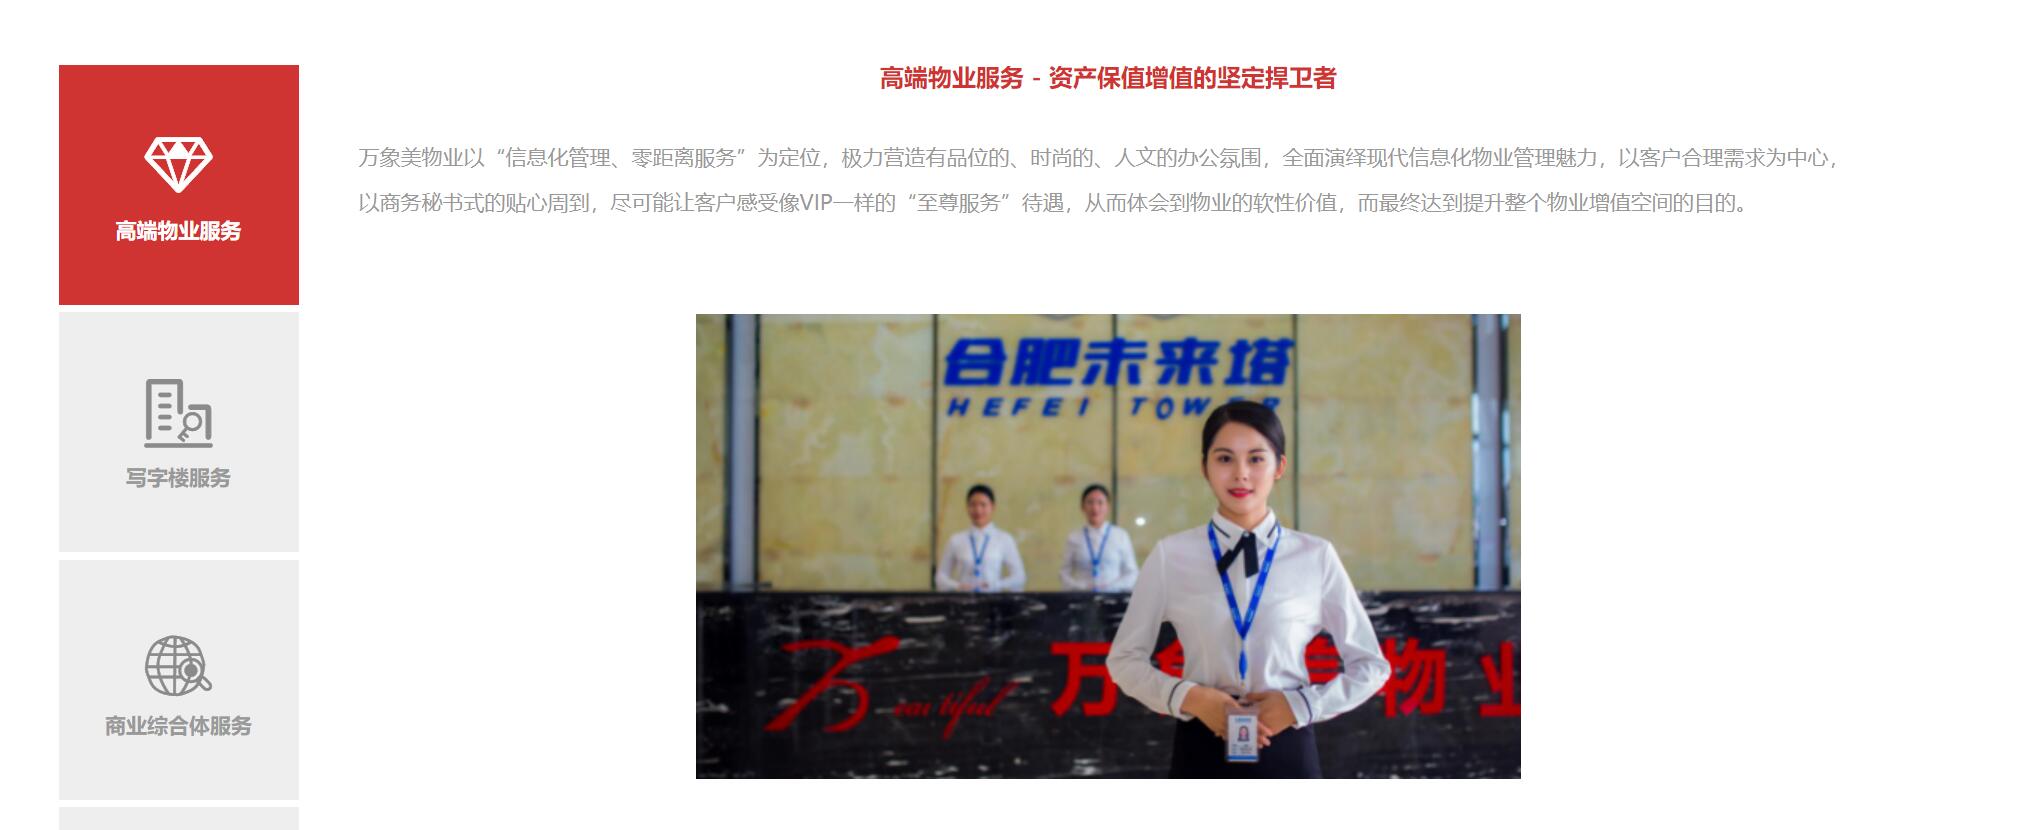 高端物业服务 - 资产保值增值的坚定捍卫者
万象美物业以“信息化管理、零距离服务”为定位，极力营造有品位的、时尚的、人文的办公氛围，全面演绎现代信息化物业管理魅力，以客户合理需求为中心，
以商务秘书式的贴心周到，尽可能让客户感受像VIP一样的“至尊服务”待遇，从而体会到物业的软性价值，而最终达到提升整个物业增值空间的目的。
高端物业服务
写字楼服务
商业综合体服务
合肥未来塔
HEFEI TOWER
Beautiful
万 物业